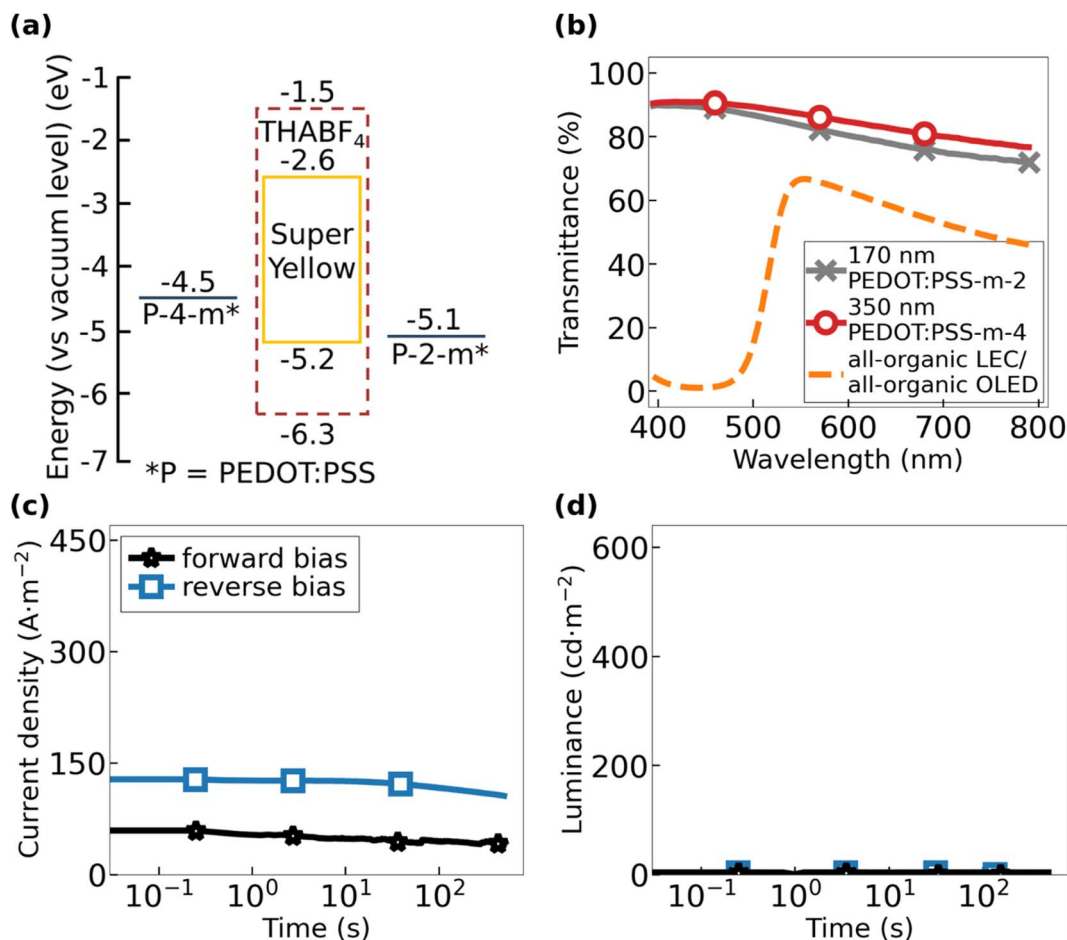 (a)
Energy (vs vacuum level) (eV)
-1
-2
-3
-4
-5
-6
-7
-1.5
THABF₄
-2.6
Super
Yellow
-4.5
P-4-m*
-5.1
P-2-m*
-5.2
-6.3
*P = PEDOT:PSS
(b)
Transmittance (%)
100
80
60
40
20
0
170 nm
PEDOT:PSS-m-2
350 nm
PEDOT:PSS-m-4
all-organic LEC/
all-organic OLED
400 500 600 700 800
Wavelength (nm)
(c)
Current density (A·m⁻²)
450
300
150
0
forward bias
reverse bias
10⁻¹ 10⁰ 10¹ 10²
Time (s)
(d)
Luminance (cd·m⁻²)
600
400
200
0
10⁻¹ 10⁰ 10¹ 10²
Time (s)